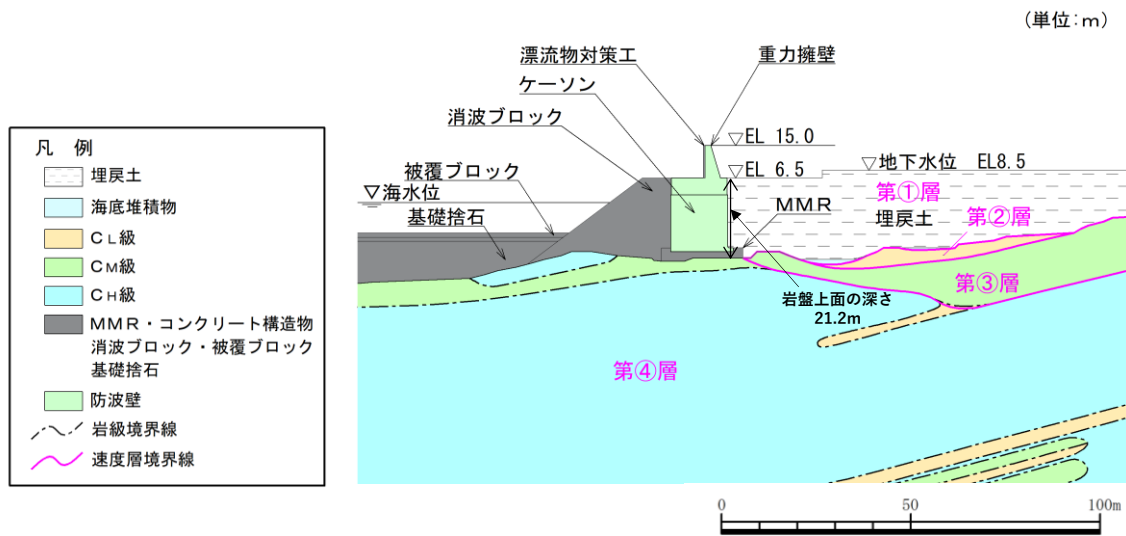 (単位:m)
漂流物対策工
重力擁壁
ケーソン
消波ブロック
▽EL 15.0
▽地下水位 EL8.5
▽EL 6.5
被覆ブロック
▽海水位
基礎捨石
MMR
第①層
埋戻土
第②層
第③層
岩盤上面の深さ
21.2m
第④層
凡 例
埋戻土
海底堆積物
CL級
CM級
CH級
MMR・コンクリート構造物
消波ブロック・被覆ブロック
基礎捨石
防波壁
岩級境界線
速度層境界線
0 50 100m